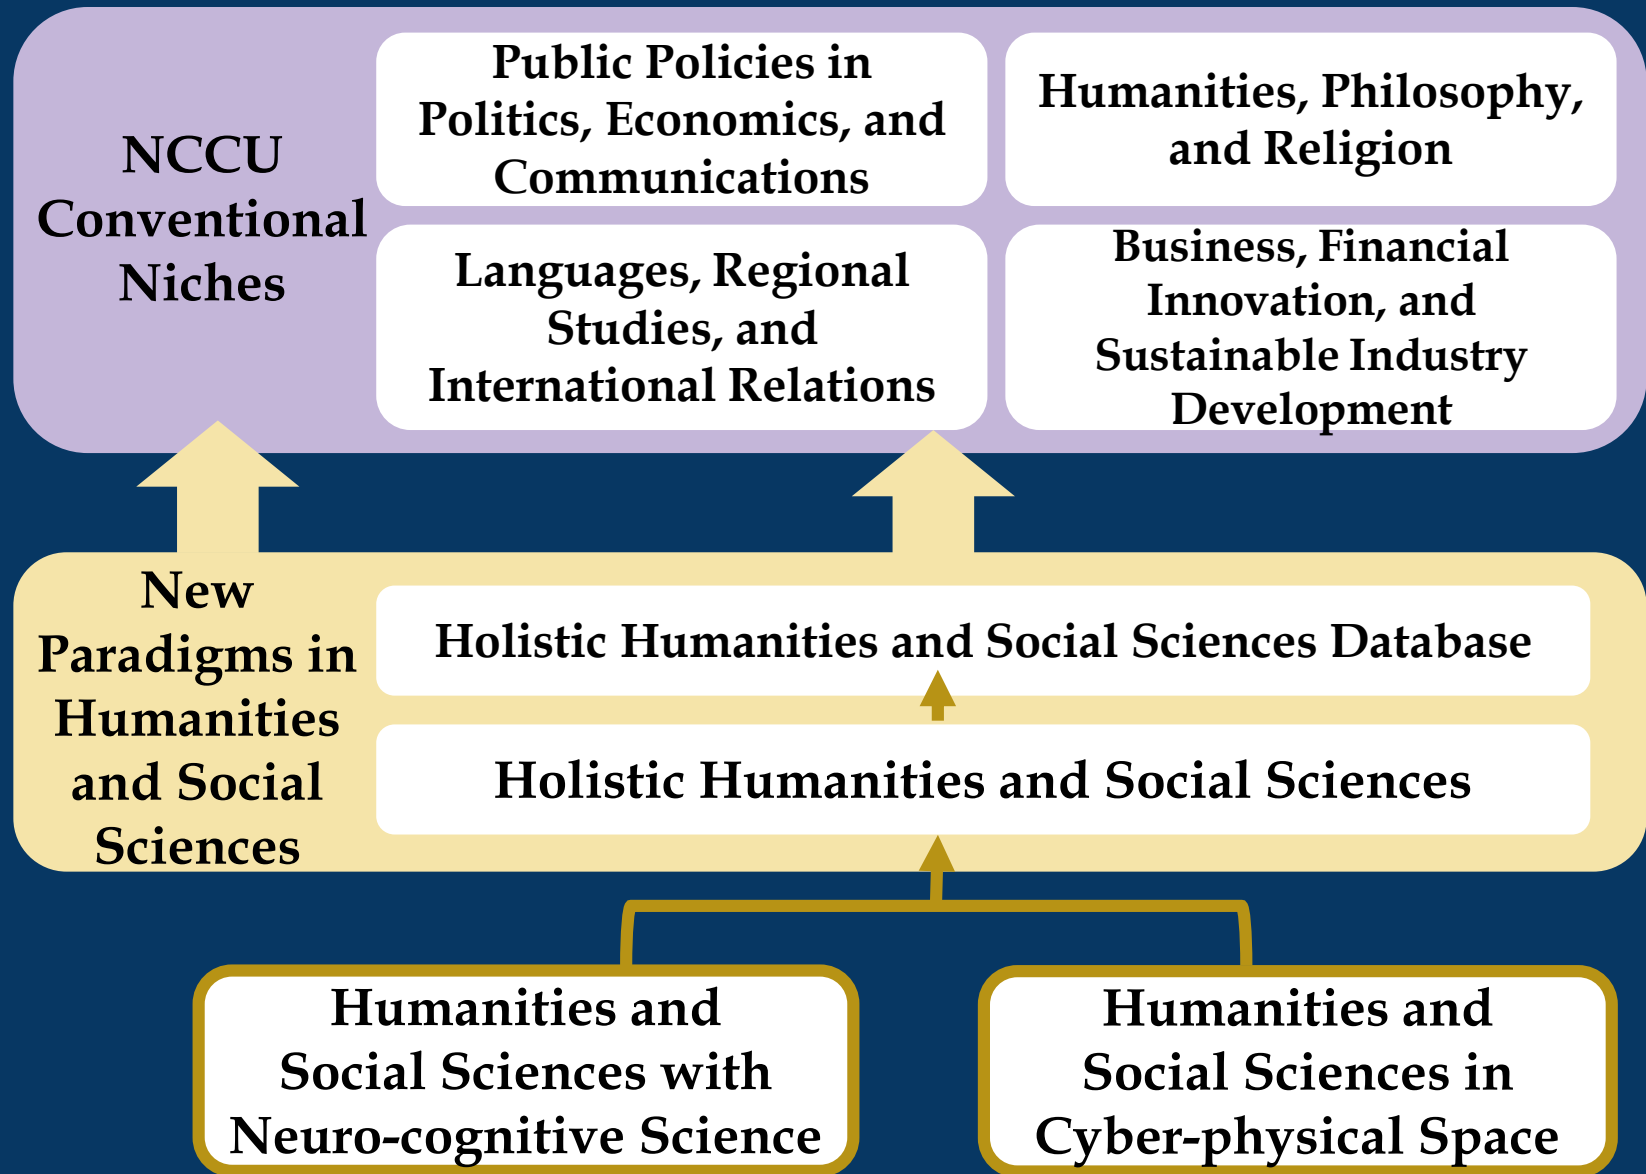 NCCU
Conventional
Niches
Public Policies in
Politics, Economics, and
Communications
Humanities, Philosophy,
and Religion
Languages, Regional
Studies, and
International Relations
Business, Financial
Innovation, and
Sustainable Industry
Development
New
Paradigms in
Humanities
and Social
Sciences
Holistic Humanities and Social Sciences Database
Holistic Humanities and Social Sciences
Humanities and
Social Sciences with
Neuro-cognitive Science
Humanities and
Social Sciences in
Cyber-physical Space